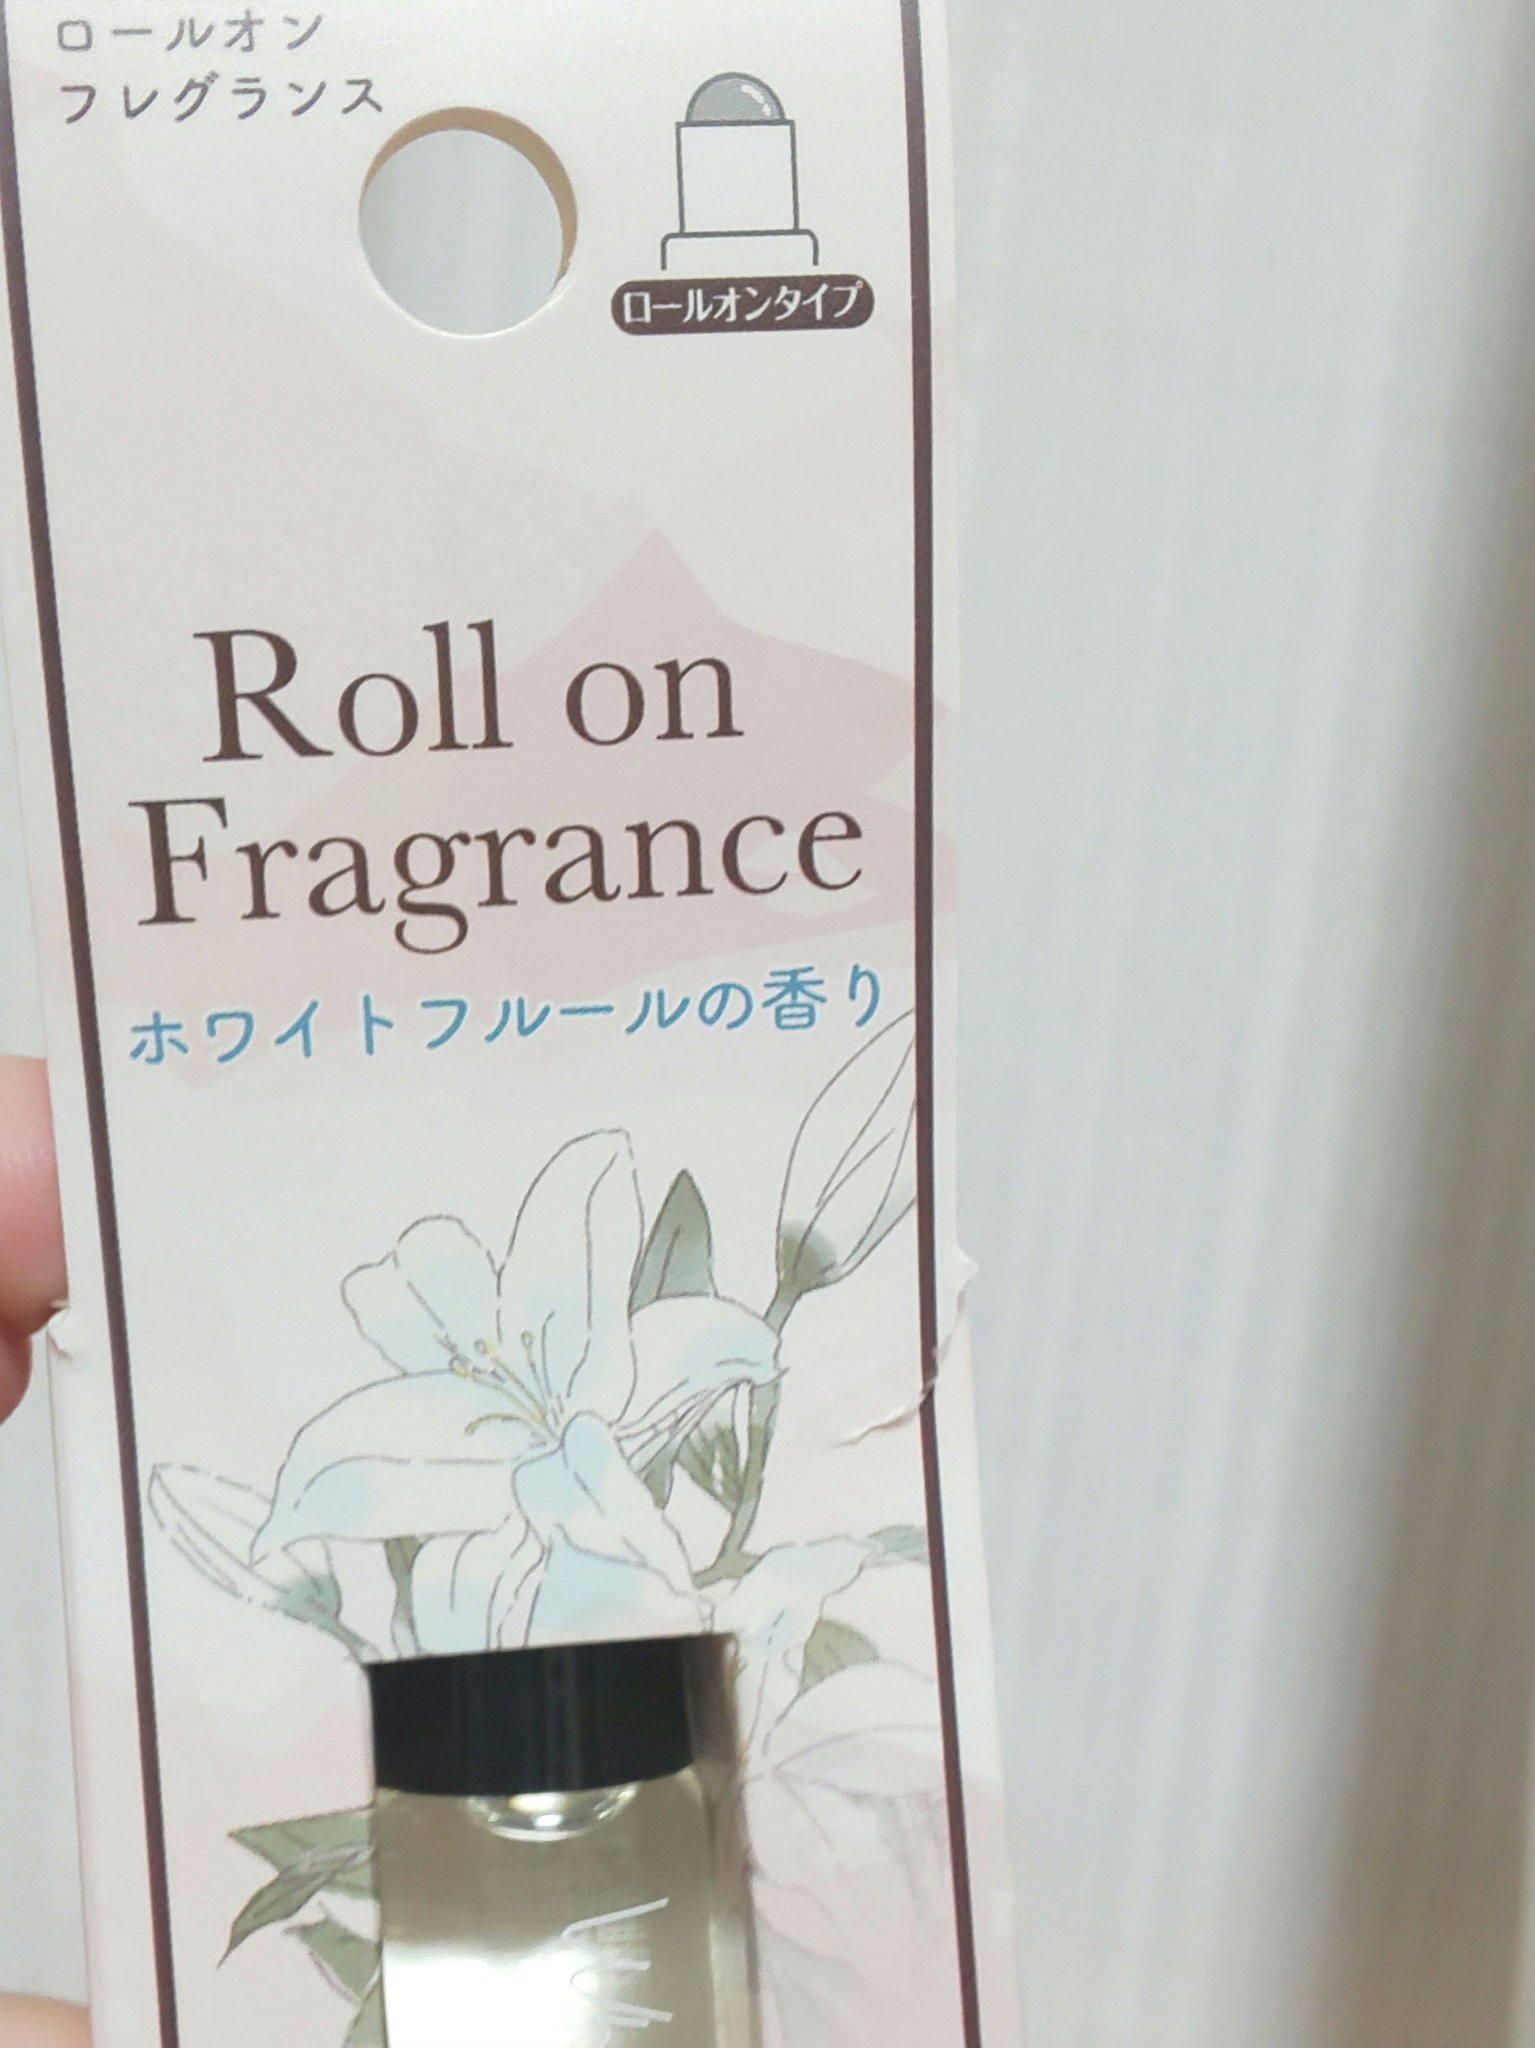 ロールオン
フレグランス
ロールオンタイプ
Roll on
Fragrance
ホワイトフルールの香り